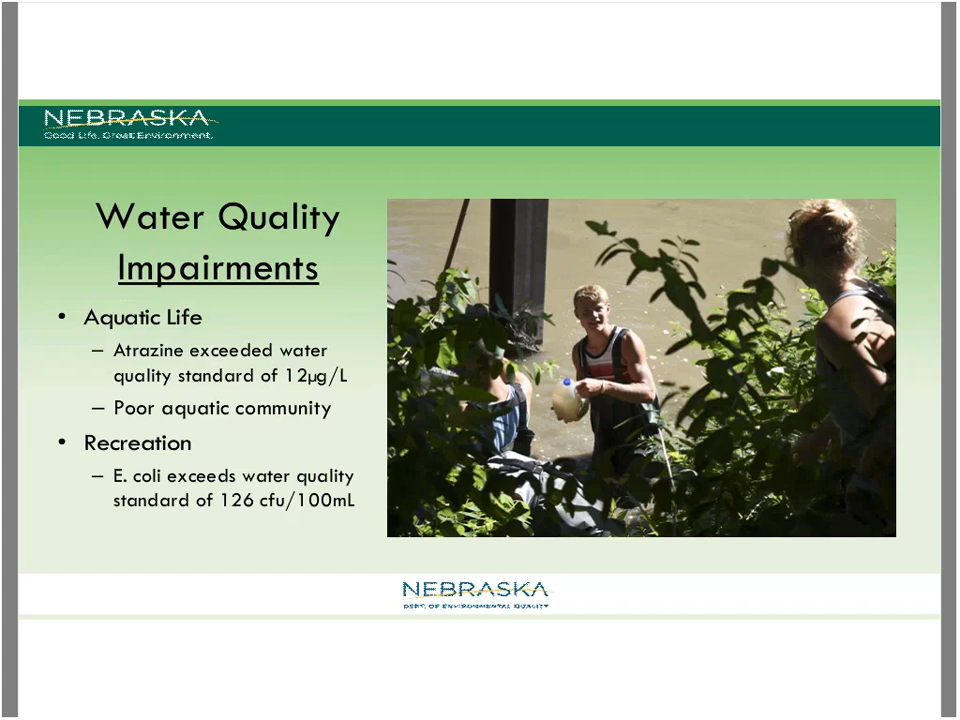 NEBRASKA
Good Life. Great Environment.
Water Quality
Impairments
• Aquatic Life
– Atrazine exceeded water
quality standard of 12µg/L
– Poor aquatic community
• Recreation
– E. coli exceeds water quality
standard of 126 cfu/100mL
NEBRASKA
DEPT. OF ENVIRONMENTAL QUALITY